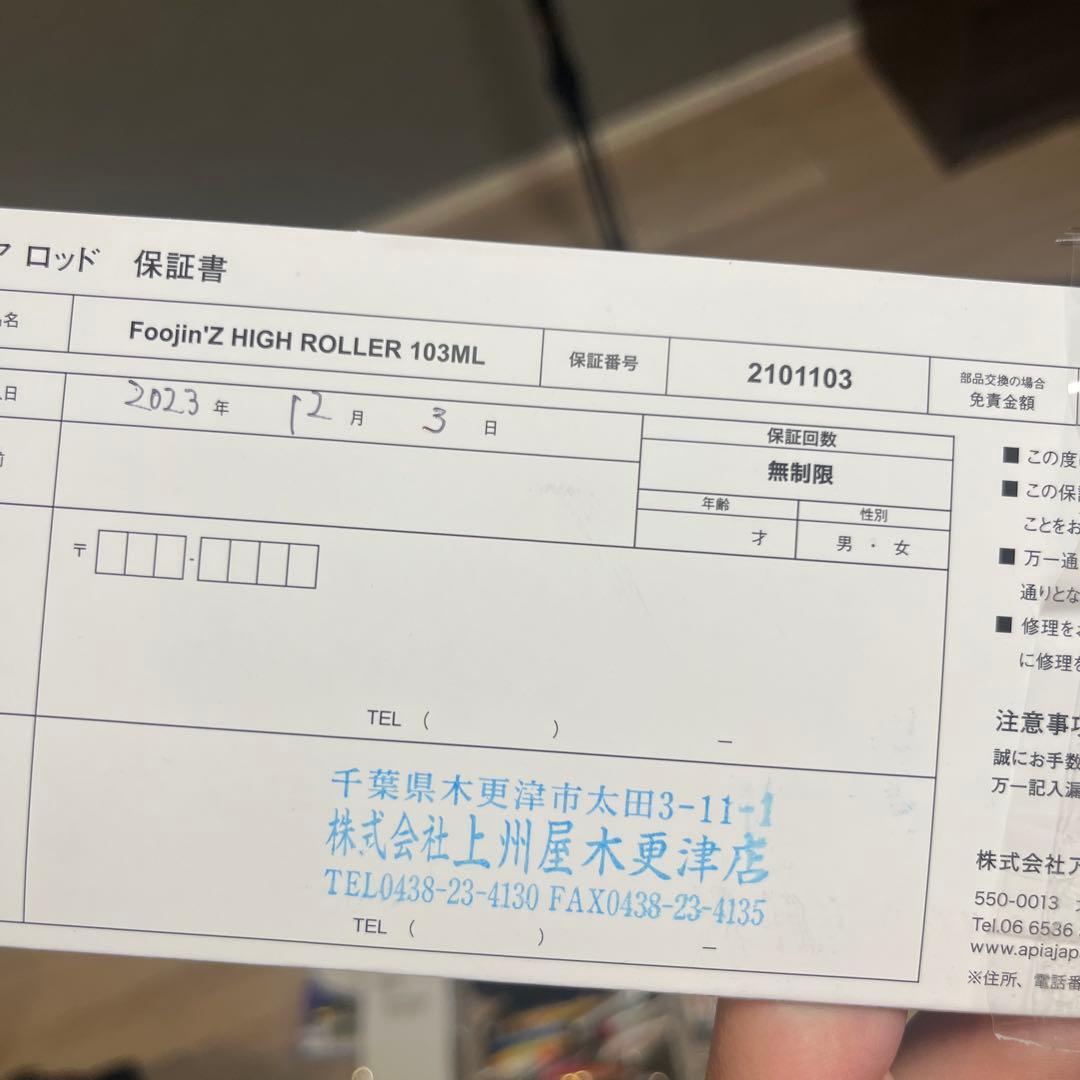 ア ロッド 保証書
名 Foojin'Z HIGH ROLLER 103ML 保証番号 2101103 部品交換の場合 免責金額
日 2023 年 12 月 3 日
保証回数
無制限
前
年齢 性別
才 男 ・ 女
〒 -
TEL ( ) –
千葉県木更津市太田3-11-1
株式会社上州屋木更津店
TEL0438-23-4130 FAX0438-23-4135
TEL ( ) –
■ この度
■ この保
ことをお
■ 万一通
通りとな
■ 修理を
に修理を
注意事
誠にお手数
万一記入漏
株式会社ア
550-0013
Tel.06 6536
www.apiajap
※住所、電話番